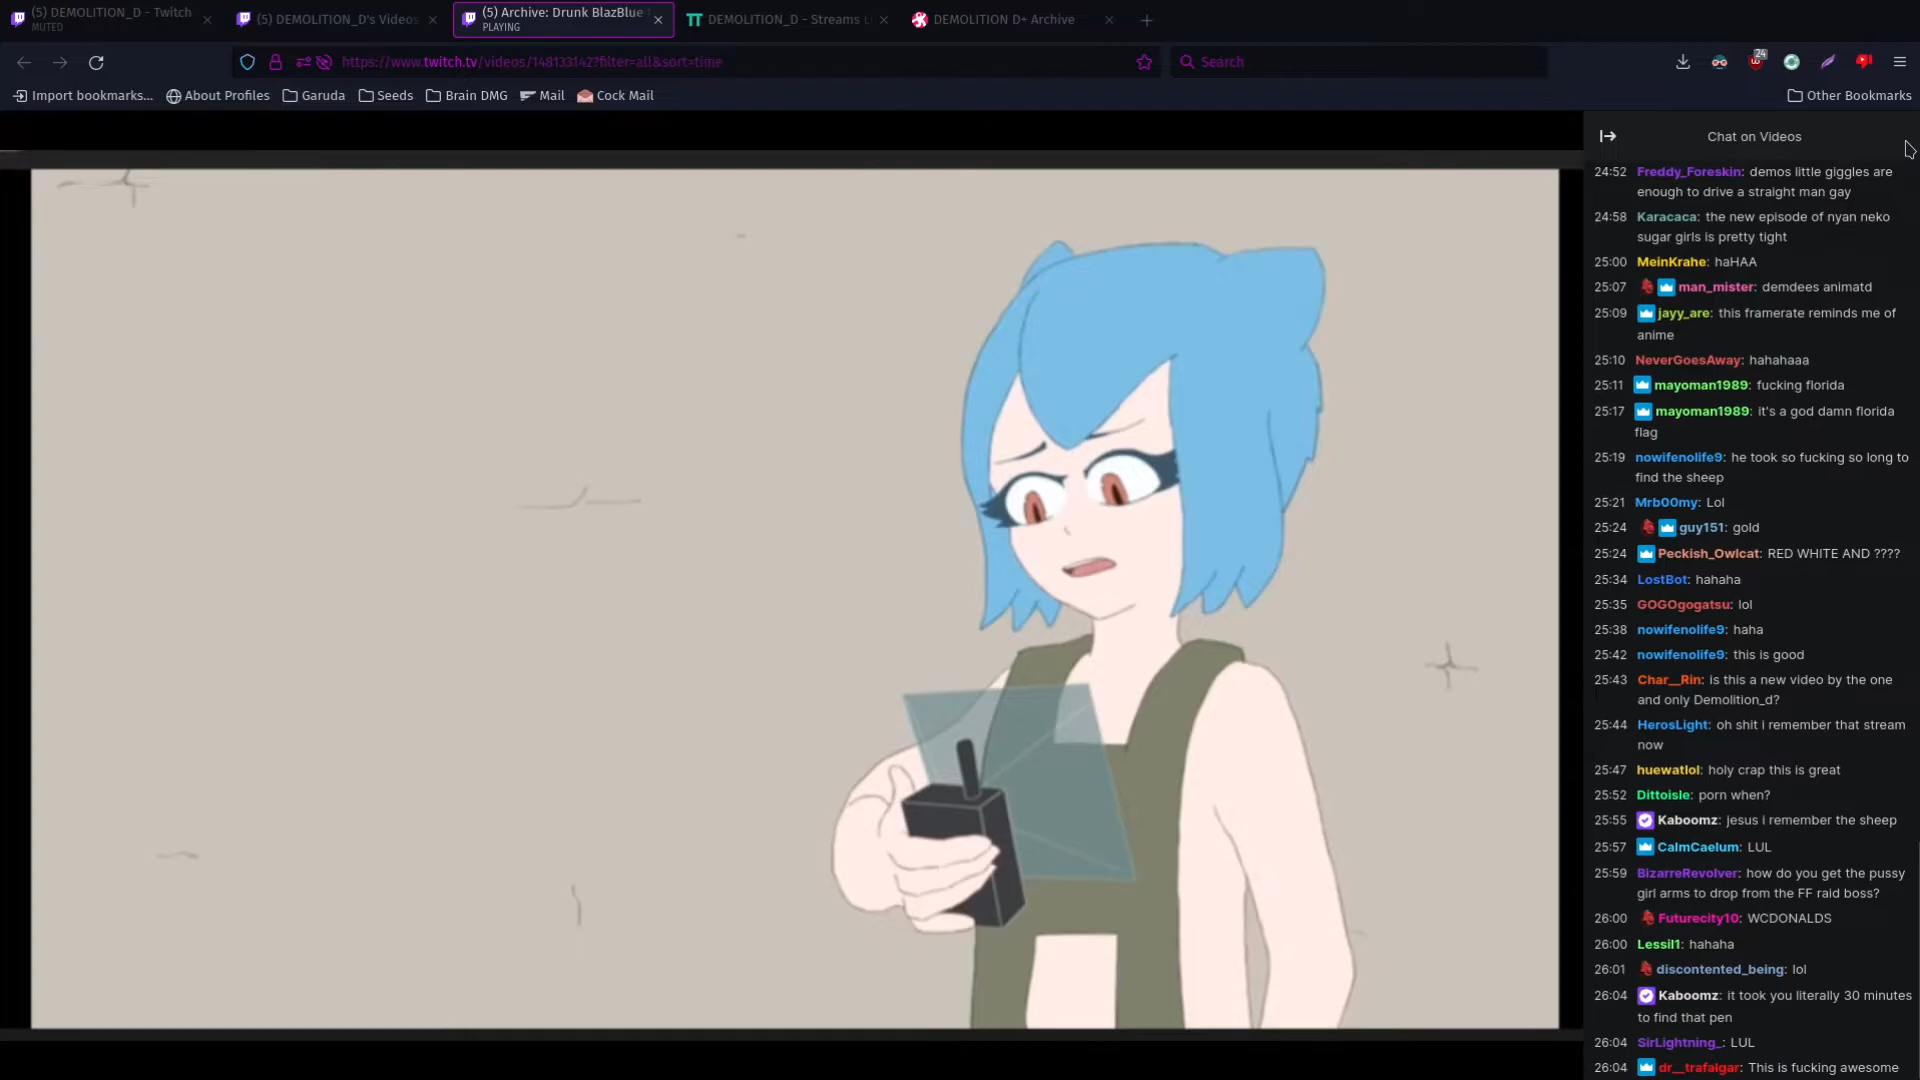 (5) DEMOLITION_D - Twitch
MUTED
(5) DEMOLITION_D's Videos
(5) Archive: Drunk BlazBlue
PLAYING
DEMOLITION_D - Streams L
DEMOLITION D+ Archive
https://www.twitch.tv/videos/148133142?filter=all&sort=time
Search
24
Import bookmarks...
About Profiles
Garuda
Seeds
Brain DMG
Mail
Cock Mail
Other Bookmarks
Chat on Videos
24:52 Freddy_Foreskin: demos little giggles are
enough to drive a straight man gay
24:58 Karacaca: the new episode of nyan neko
sugar girls is pretty tight
25:00 MeinKrahe: haHAA
25:07 man_mister: demdees animatd
25:09 jayy_are: this framerate reminds me of
anime
25:10 NeverGoesAway: hahahaaa
25:11 mayoman1989: fucking florida
25:17 mayoman1989: it's a god damn florida
flag
25:19 nowifenolife9: he took so fucking so long to
find the sheep
25:21 Mrb00my: Lol
25:24 guy151: gold
25:24 Peckish_Owlcat: RED WHITE AND ????
25:34 LostBot: hahaha
25:35 GOGOgogatsu: lol
25:38 nowifenolife9: haha
25:42 nowifenolife9: this is good
25:43 Char__Rin: is this a new video by the one
and only Demolition_d?
25:44 HerosLight: oh shit i remember that stream
now
25:47 huewatlol: holy crap this is great
25:52 Dittoisle: porn when?
25:55 Kaboomz: jesus i remember the sheep
25:57 CalmCaelum: LUL
25:59 BizarreRevolver: how do you get the pussy
girl arms to drop from the FF raid boss?
26:00 Futurecity10: WCDONALDS
26:00 Lessil1: hahaha
26:01 discontented_being: lol
26:04 Kaboomz: it took you literally 30 minutes
to find that pen
26:04 SirLightning_: LUL
26:04 dr__trafalgar: This is fucking awesome